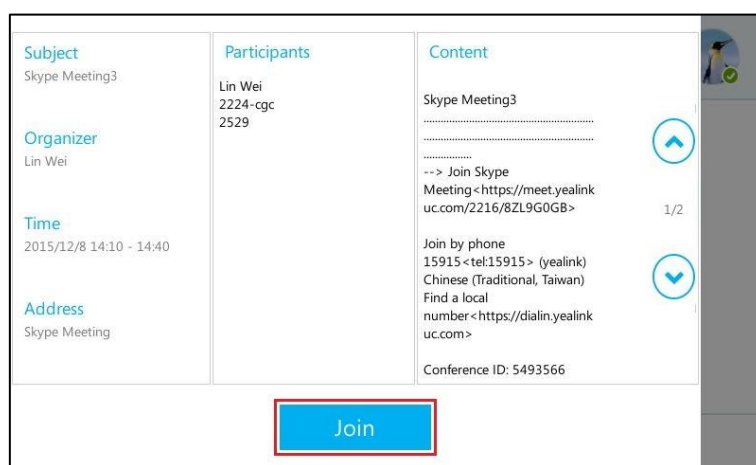 Subject
Skype Meeting3
Organizer
Lin Wei
Time
2015/12/8 14:10 - 14:40
Address
Skype Meeting
Participants
Lin Wei
2224-cgc
2529
Content
Skype Meeting3
.................................................................
.................................................................
..................
--> Join Skype
Meeting<https://meet.yealink
uc.com/2216/8ZL9G0GB>
Join by phone
15915<tel:15915> (yealink)
Chinese (Traditional, Taiwan)
Find a local
number<https://dialin.yealink
uc.com>
Conference ID: 5493566
1/2
Join